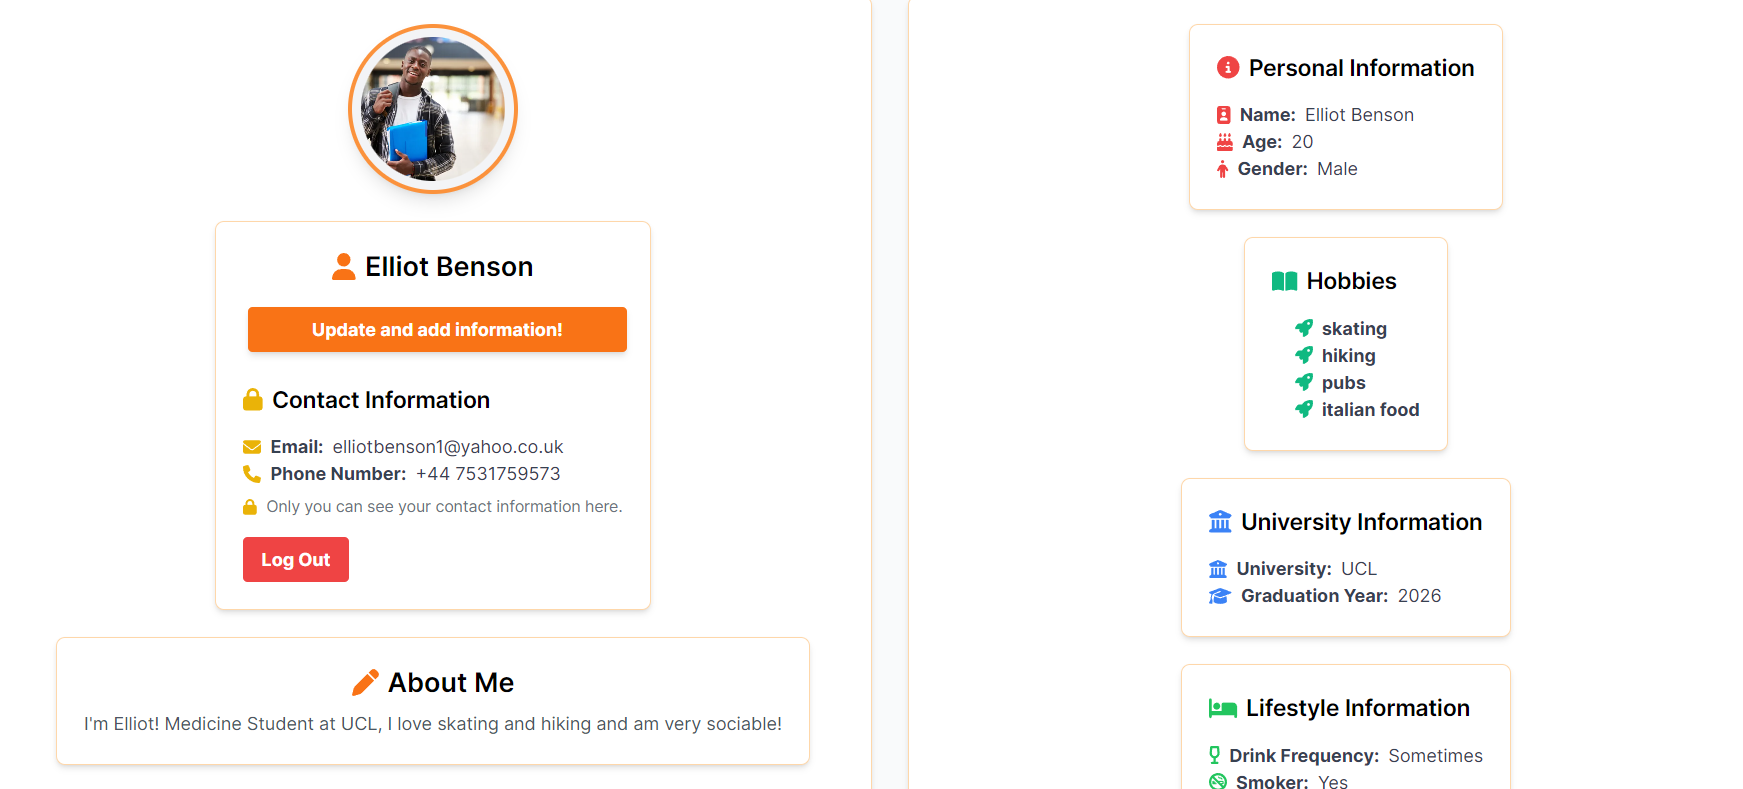 Elliot Benson
Update and add information!
Contact Information
Email: elliotbenson1@yahoo.co.uk
Phone Number: +44 7531759573
Only you can see your contact information here.
Log Out
About Me
I'm Elliot! Medicine Student at UCL, I love skating and hiking and am very sociable!
Personal Information
Name: Elliot Benson
Age: 20
Gender: Male
Hobbies
skating
hiking
pubs
italian food
University Information
University: UCL
Graduation Year: 2026
Lifestyle Information
Drink Frequency: Sometimes
Smoker: Yes